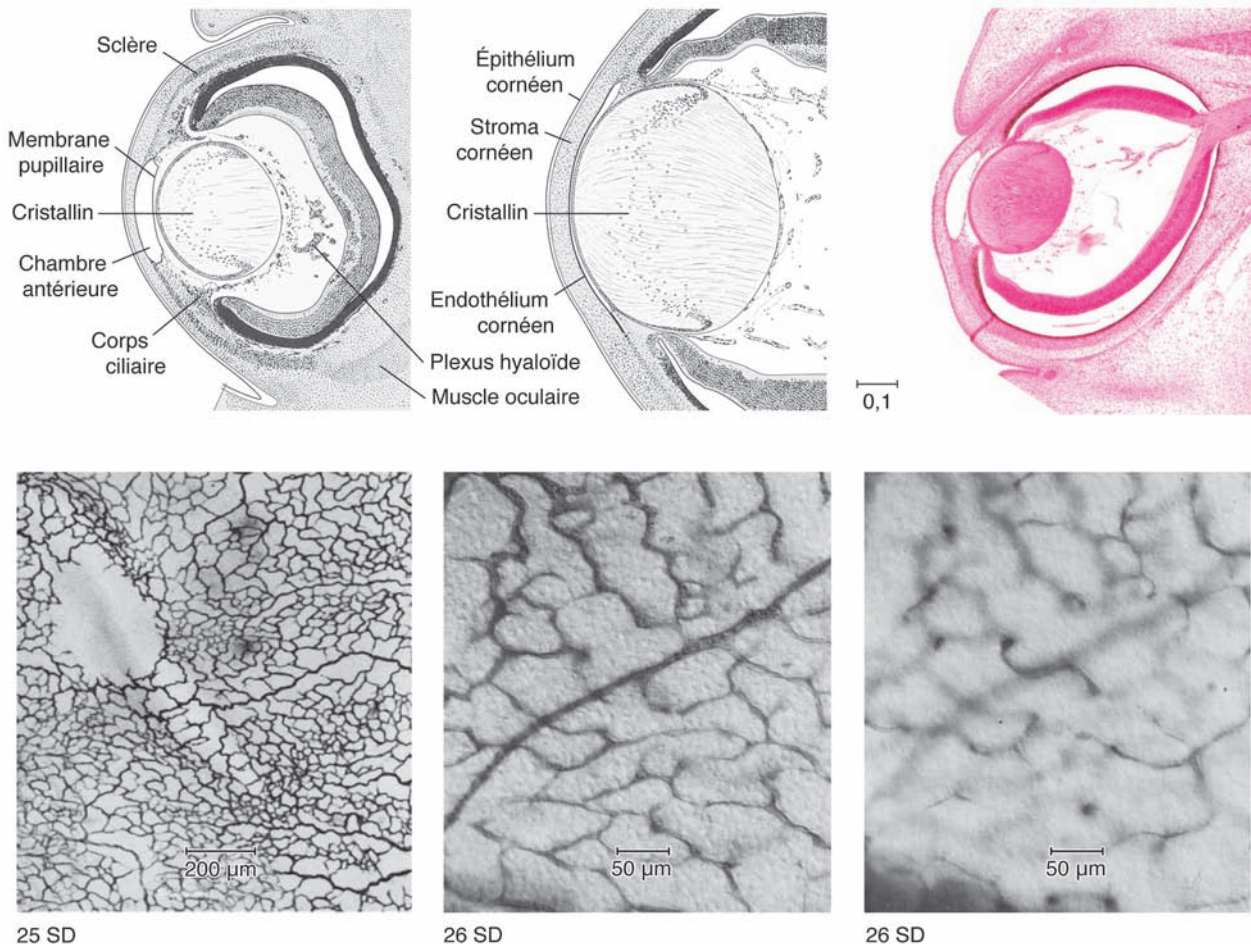 Sclère
Membrane
pupillaire
Cristallin
Chambre
antérieure
Corps
ciliaire
Épithélium
cornéen
Stroma
cornéen
Cristallin
Endothélium
cornéen
Plexus hyaloïde
Muscle oculaire
0,1
200 µm
50 µm
50 µm
25 SD
26 SD
26 SD